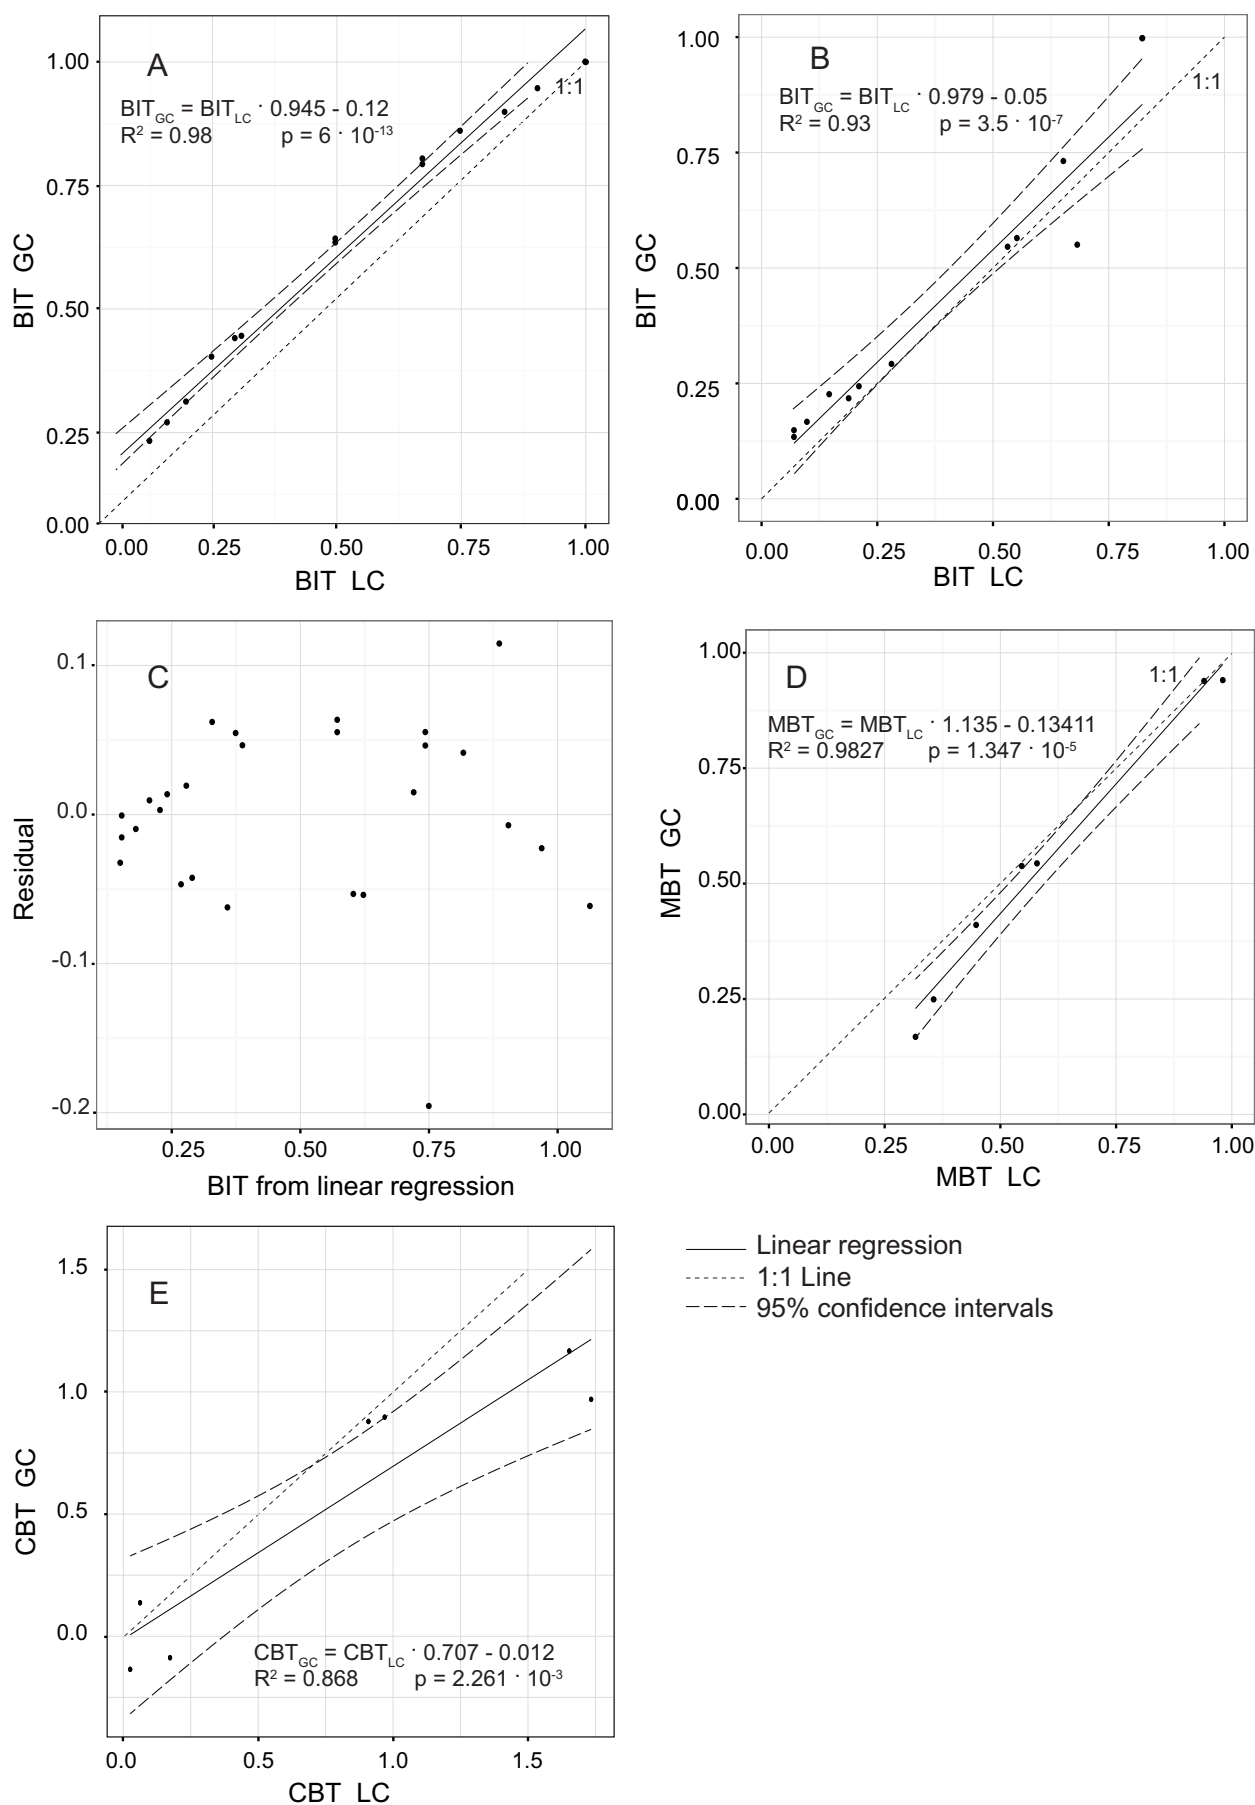 A
BIT_GC = BIT_LC · 0.945 - 0.12
R² = 0.98 p = 6 · 10⁻¹³
1:1
1.00
0.75
0.50
0.25
0.00
BIT GC
0.00 0.25 0.50 0.75 1.00
BIT LC
B
BIT_GC = BIT_LC · 0.979 - 0.05
R² = 0.93 p = 3.5 · 10⁻⁷
1:1
1.00
0.75
0.50
0.25
0.00
BIT GC
0.00 0.25 0.50 0.75 1.00
BIT LC
C
0.1
0.0
-0.1
-0.2
Residual
0.25 0.50 0.75 1.00
BIT from linear regression
D
1:1
MBT_GC = MBT_LC · 1.135 - 0.13411
R² = 0.9827 p = 1.347 · 10⁻⁵
1.00
0.75
0.50
0.25
0.00
MBT GC
0.00 0.25 0.50 0.75 1.00
MBT LC
E
1.5
1.0
0.5
0.0
CBT GC
CBT_GC = CBT_LC · 0.707 - 0.012
R² = 0.868 p = 2.261 · 10⁻³
0.0 0.5 1.0 1.5
CBT LC
Linear regression
1:1 Line
95% confidence intervals